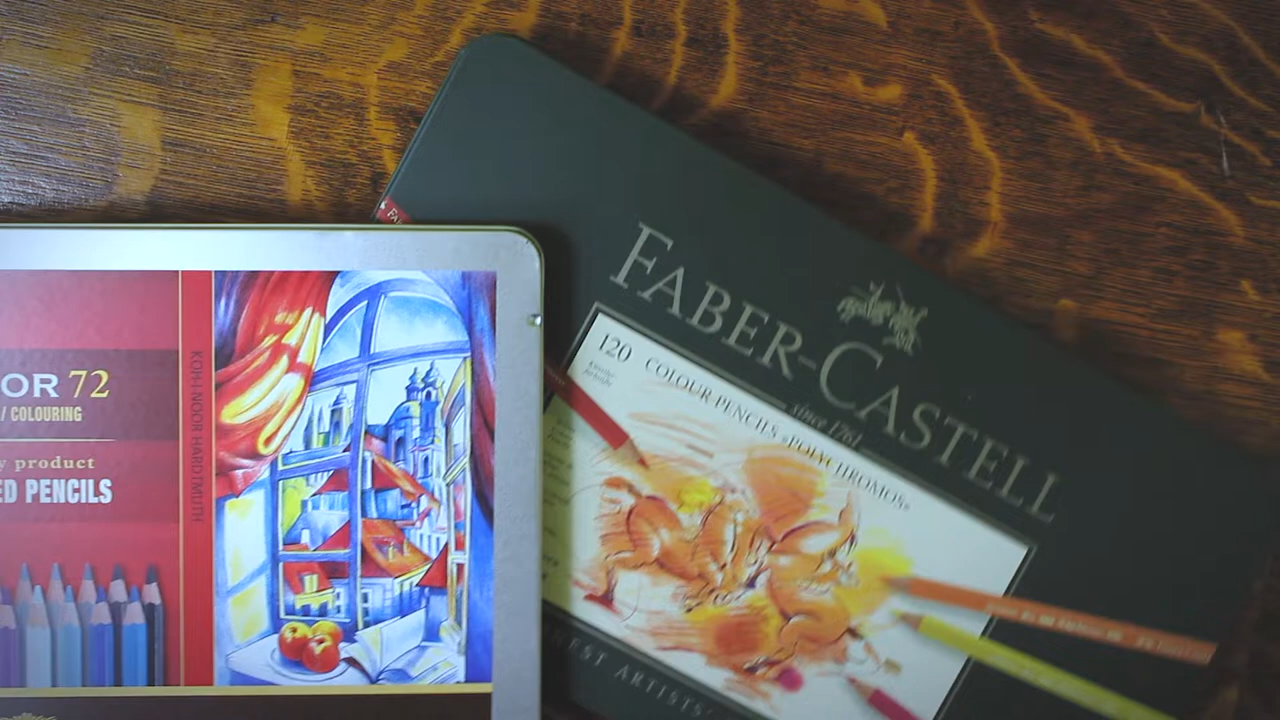 OR 72
/ COLOURING
y product
ED PENCILS
KOH-I-NOOR HARDTMUTH
FABER-CASTELL
since 1761
120 COLOUR PENCILS »POLYCHROMOS«
EST ARTISTS'